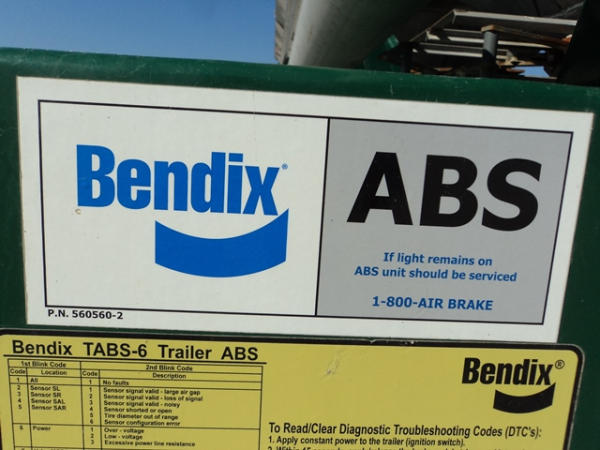 Bendix®
ABS
If light remains on
ABS unit should be serviced
1-800-AIR BRAKE
P.N. 560560-2
Bendix TABS-6 Trailer ABS
1st Blink Code 2nd Blink Code
Code Location Code Description
1 All 1 No faults
2 Sensor SL 1 Sensor signal valid - large air gap
3 Sensor SR 2 Sensor signal valid - loss of signal
4 Sensor SAL 3 Sensor signal valid - noisy
5 Sensor SAR 4 Sensor shorted or open
5 Tire diameter out of range
6 Sensor configuration error
6 Power 1 Over - voltage
2 Low - voltage
3 Excessive power line resistance
Bendix®
To Read/Clear Diagnostic Troubleshooting Codes (DTC's):
1. Apply constant power to the trailer (ignition switch).